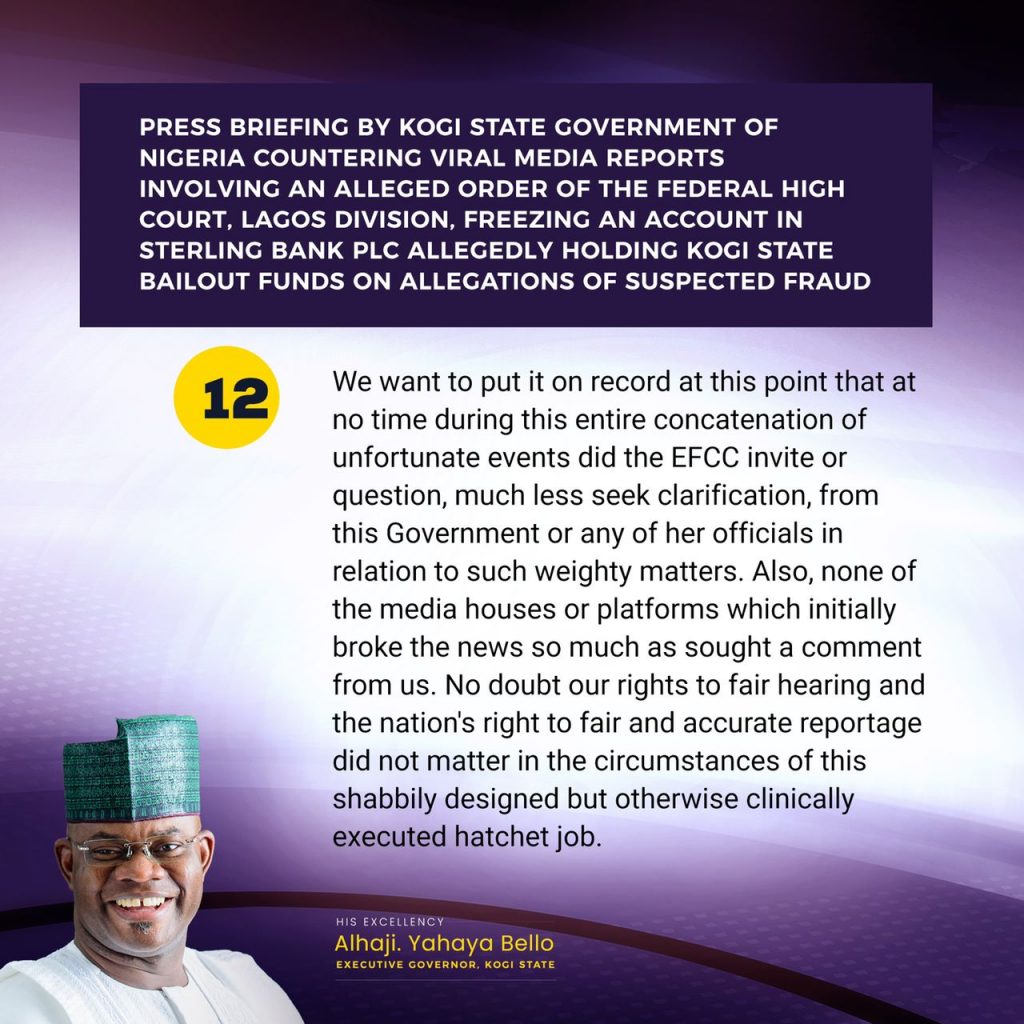 PRESS BRIEFING BY KOGI STATE GOVERNMENT OF
NIGERIA COUNTERING VIRAL MEDIA REPORTS
INVOLVING AN ALLEGED ORDER OF THE FEDERAL HIGH
COURT, LAGOS DIVISION, FREEZING AN ACCOUNT IN
STERLING BANK PLC ALLEGEDLY HOLDING KOGI STATE
BAILOUT FUNDS ON ALLEGATIONS OF SUSPECTED FRAUD
12
We want to put it on record at this point that at
no time during this entire concatenation of
unfortunate events did the EFCC invite or
question, much less seek clarification, from
this Government or any of her officials in
relation to such weighty matters. Also, none of
the media houses or platforms which initially
broke the news so much as sought a comment
from us. No doubt our rights to fair hearing and
the nation's right to fair and accurate reportage
did not matter in the circumstances of this
shabbily designed but otherwise clinically
executed hatchet job.
HIS EXCELLENCY
Alhaji. Yahaya Bello
EXECUTIVE GOVERNOR, KOGI STATE